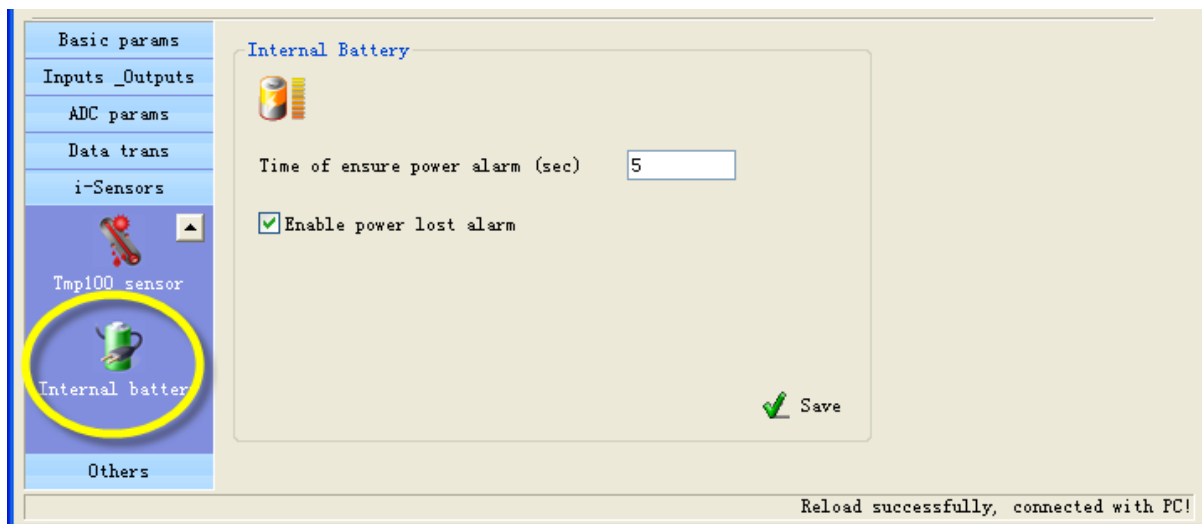 Basic params
Inputs _Outputs
ADC params
Data trans
i-Sensors
Tmp100 sensor
Internal batter
Others
Internal Battery
Time of ensure power alarm (sec) 5
Enable power lost alarm
Save
Reload successfully, connected with PC!